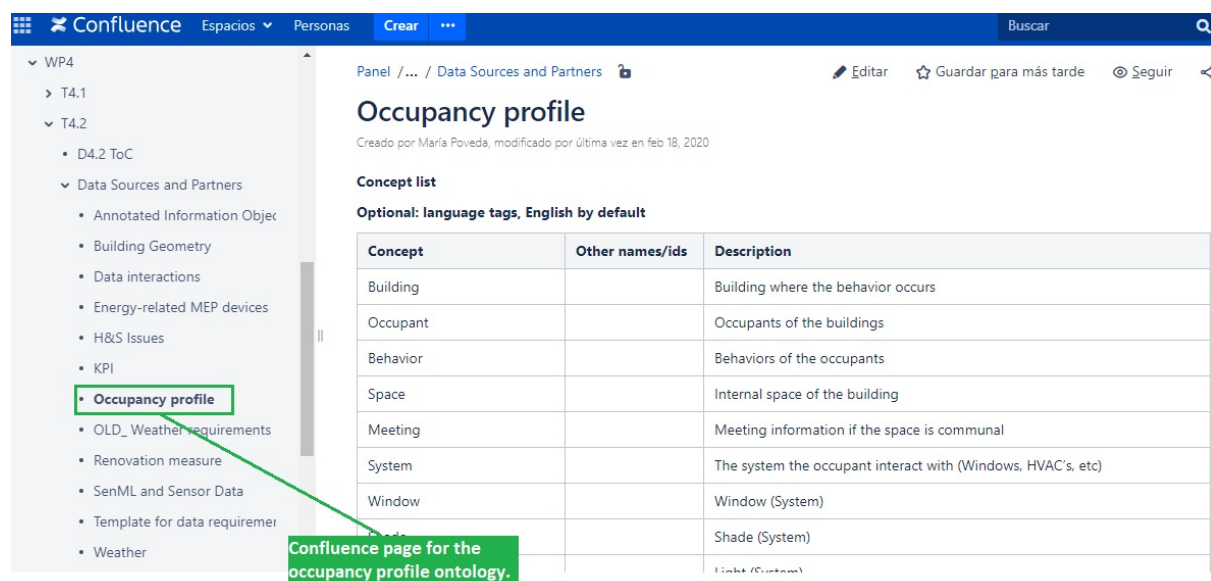 Confluence Espacios Personas Crear ··· Buscar
WP4
T4.1
T4.2
D4.2 ToC
Data Sources and Partners
Annotated Information Objec
Building Geometry
Data interactions
Energy-related MEP devices
H&S Issues
KPI
Occupancy profile
OLD_ Weather requirements
Renovation measure
SenML and Sensor Data
Template for data requiremer
Weather
Panel /... / Data Sources and Partners
Editar Guardar para más tarde Seguir
Occupancy profile
Creado por María Poveda, modificado por última vez en feb 18, 2020
Concept list
Optional: language tags, English by default
Concept Other names/ids Description
Building Building where the behavior occurs
Occupant Occupants of the buildings
Behavior Behaviors of the occupants
Space Internal space of the building
Meeting Meeting information if the space is communal
System The system the occupant interact with (Windows, HVAC's, etc)
Window Window (System)
Shade (System)
Light (System)
Confluence page for the
occupancy profile ontology.